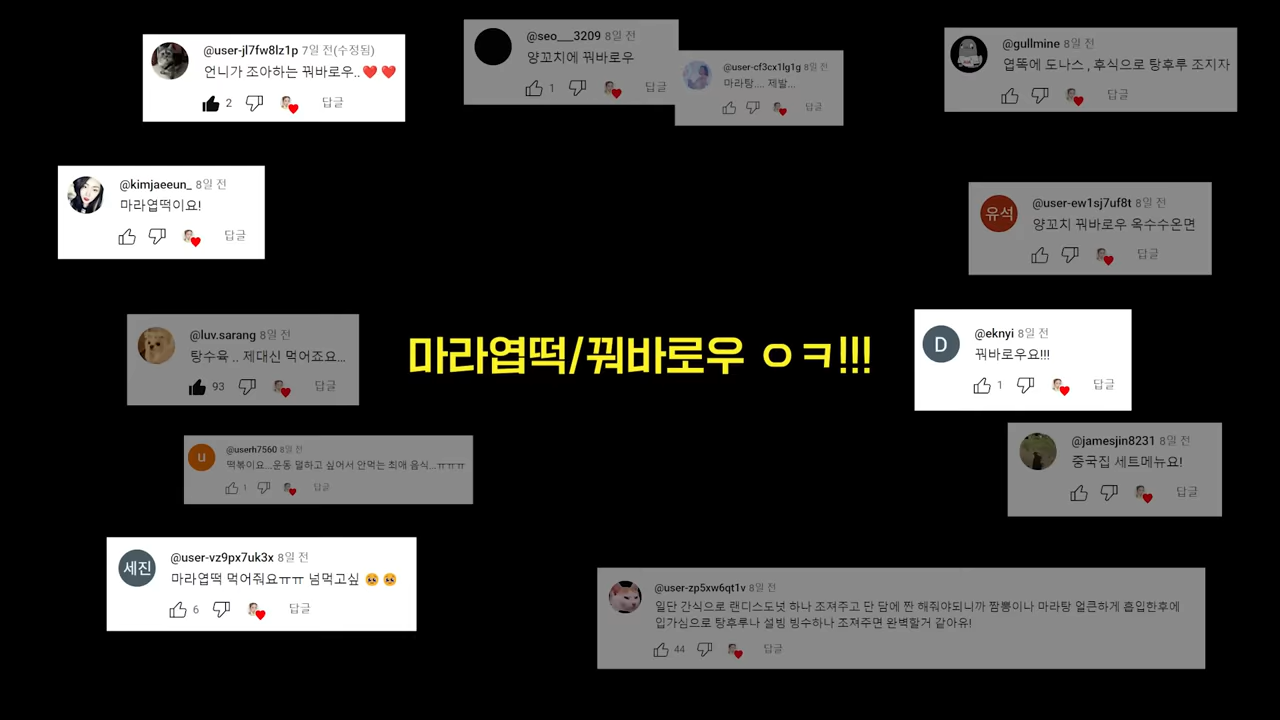 @user-jl7fw8lz1p 7일 전(수정됨)
언니가 조아하는 꿔바로우..❤️ ❤️
2 답글
@seo___3209 8일 전
양꼬치에 꿔바로우
1 답글
@user-cf3cx1lg1g 8일 전
마라탕.... 제발...
답글
@gullmine 8일 전
엽똑에 도나스 , 후식으로 탕후루 조지자
답글
@kimjaeeun_ 8일 전
마라엽떡이요!
답글
유석
@user-ew1sj7uf8t 8일 전
양꼬치 꿔바로우 옥수수온면
답글
@luv.sarang 8일 전
탕수육 .. 제대신 먹어죠요...
93 답글
마라엽떡/꿔바로우 ㅇㅋ!!!
D
@eknyi 8일 전
꿔바로우요!!!
1 답글
u
@userh7560 8일 전
떡볶이요...운동 덜하고 싶어서 안먹는 최애 음식...ㅠㅠㅠ
1 답글
@jamesjin8231 8일 전
중국집 세트메뉴요!
답글
세진
@user-vz9px7uk3x 8일 전
마라엽떡 먹어줘요ㅠㅠ 넘먹고싶 🥺 🥺
6 답글
@user-zp5xw6qt1v 8일 전
일단 간식으로 랜디스도넛 하나 조져주고 단 담에 짠 해줘야되니까 짬뽕이나 마라탕 얼큰하게 흡입한후에
입가심으로 탕후루나 설빙 빙수하나 조져주면 완벽할거 같아유!
44 답글